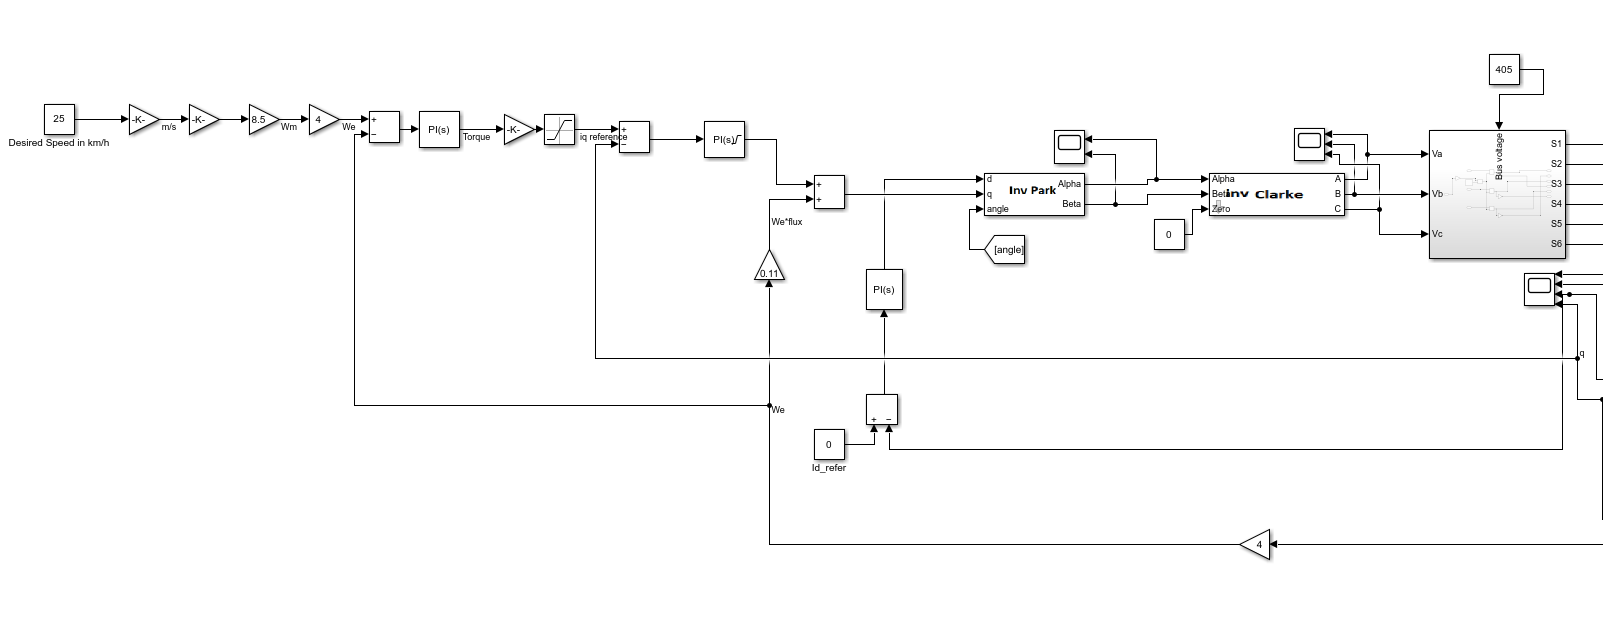 405
25
Desired Speed in km/h
-K-
m/s
-K-
8.5
Wm
4
We
+
−
PI(s)
Torque
-K-
iq reference
+
−
PI(s)
+
+
We*flux
0.11
d
q
angle
Inv Park
Alpha
Beta
[angle]
0
Alpha
Beta
Zero
Inv Clarke
A
B
C
Bus voltage
Va
Vb
Vc
S1
S2
S3
S4
S5
S6
PI(s)
q
We
+ −
0
Id_refer
4